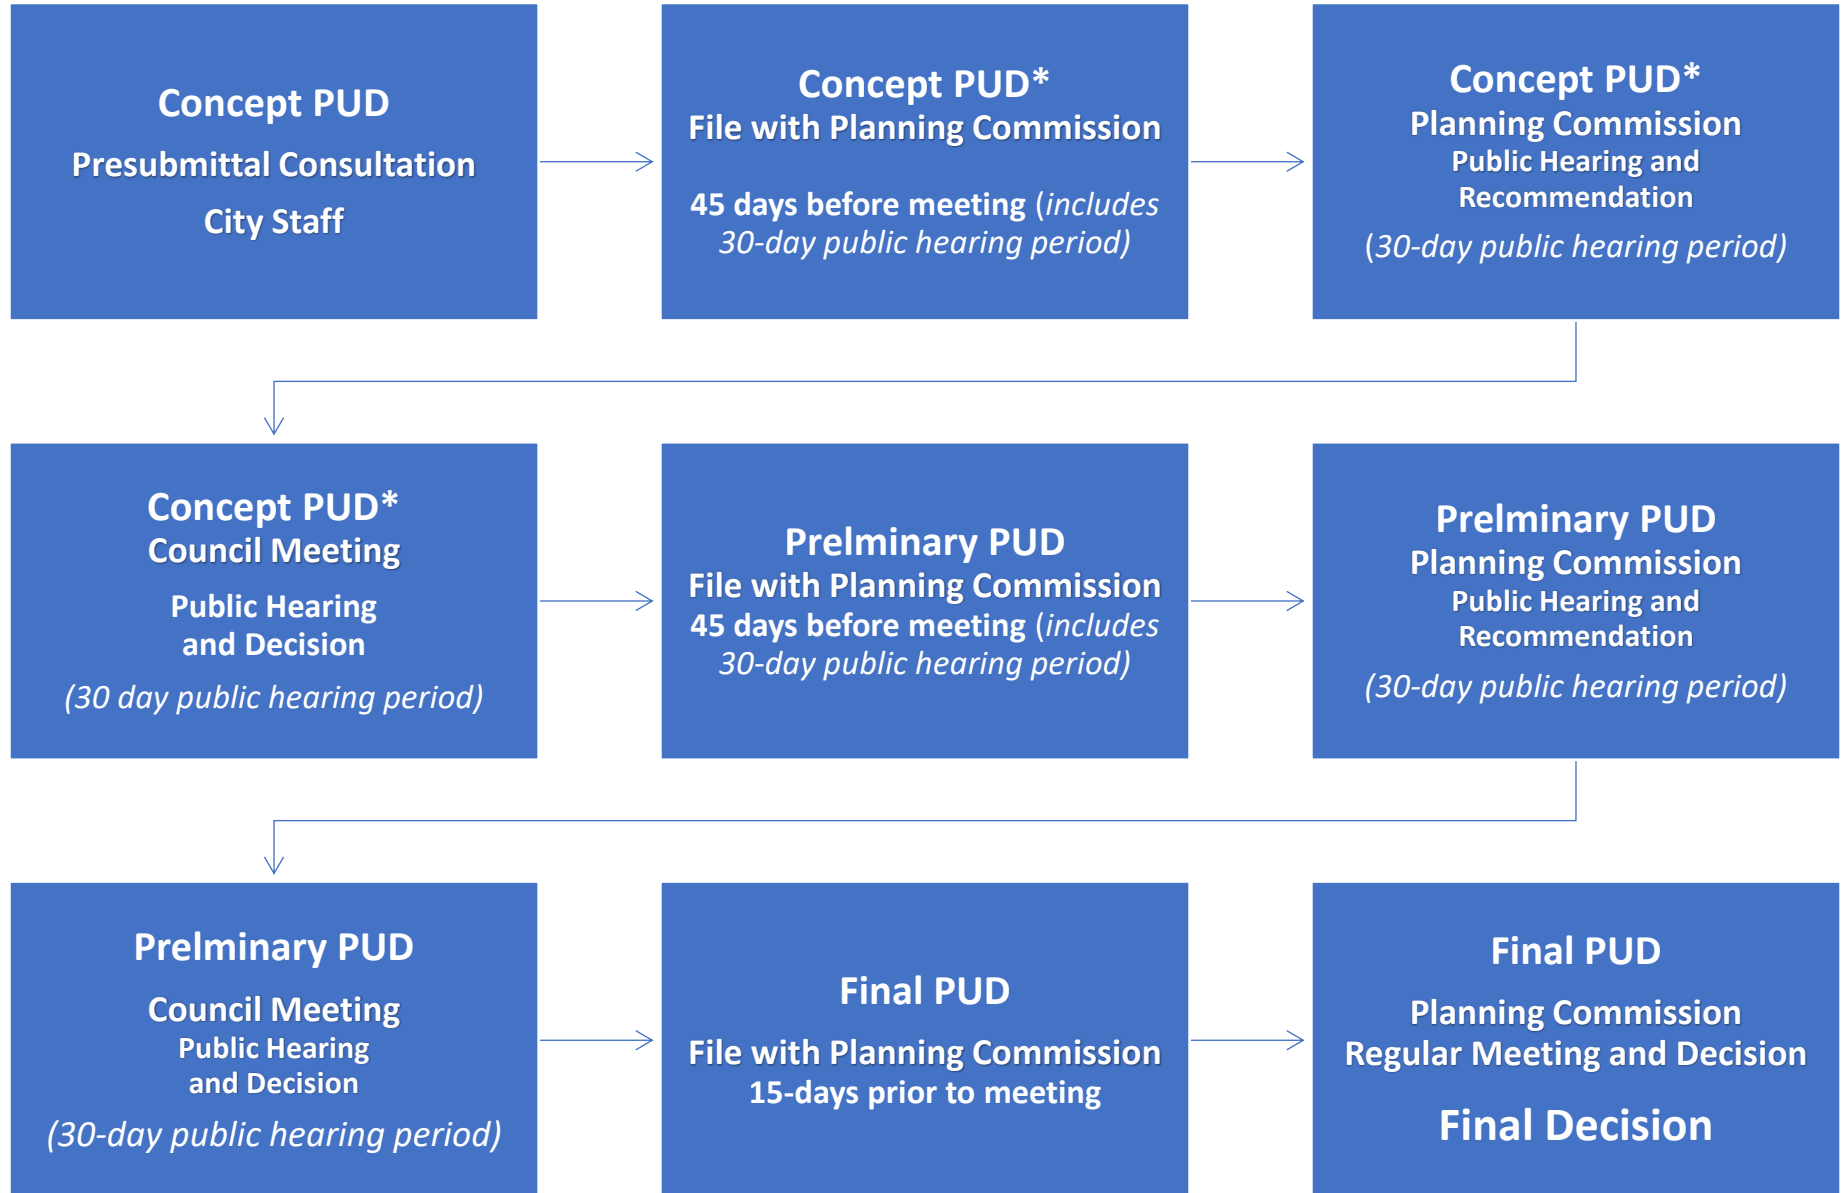 Concept PUD
Presubmittal Consultation
City Staff
Concept PUD*
File with Planning Commission
45 days before meeting (includes
30-day public hearing period)
Concept PUD*
Planning Commission
Public Hearing and
Recommendation
(30-day public hearing period)
Concept PUD*
Council Meeting
Public Hearing
and Decision
(30 day public hearing period)
Prelminary PUD
File with Planning Commission
45 days before meeting (includes
30-day public hearing period)
Prelminary PUD
Planning Commission
Public Hearing and
Recommendation
(30-day public hearing period)
Prelminary PUD
Council Meeting
Public Hearing
and Decision
(30-day public hearing period)
Final PUD
File with Planning Commission
15-days prior to meeting
Final PUD
Planning Commission
Regular Meeting and Decision
Final Decision